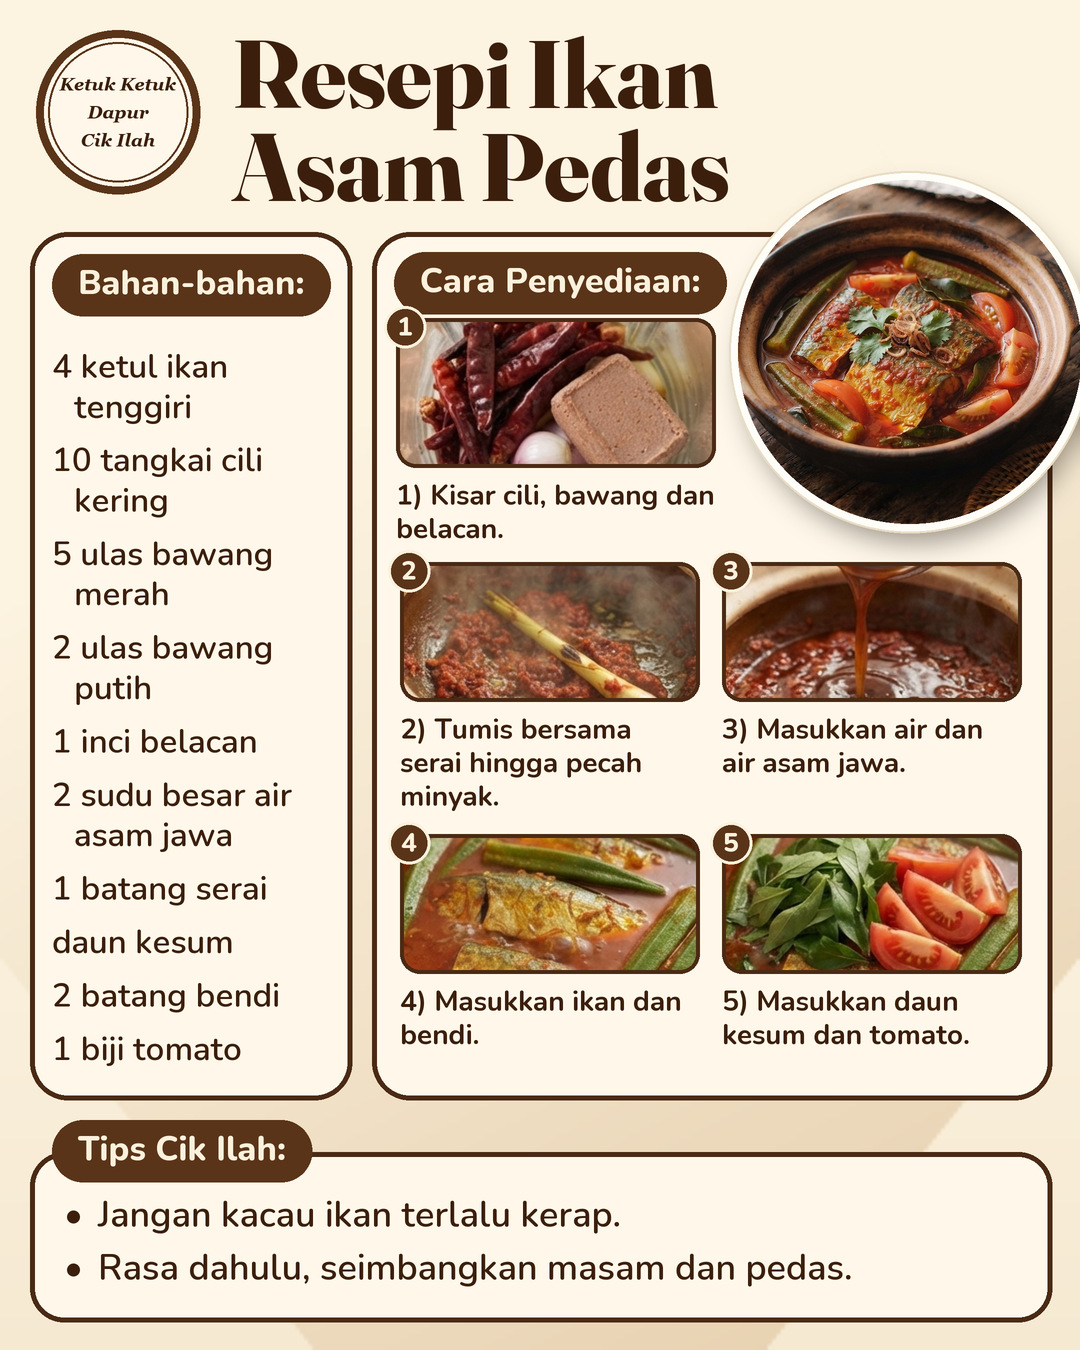 Ketuk Ketuk
Dapur
Cik Ilah
Resepi Ikan
Asam Pedas
Bahan-bahan:
4 ketul ikan
tenggiri
10 tangkai cili
kering
5 ulas bawang
merah
2 ulas bawang
putih
1 inci belacan
2 sudu besar air
asam jawa
1 batang serai
daun kesum
2 batang bendi
1 biji tomato
Cara Penyediaan:
1
1) Kisar cili, bawang dan
belacan.
2
2) Tumis bersama
serai hingga pecah
minyak.
3
3) Masukkan air dan
air asam jawa.
4
4) Masukkan ikan dan
bendi.
5
5) Masukkan daun
kesum dan tomato.
Tips Cik Ilah:
• Jangan kacau ikan terlalu kerap.
• Rasa dahulu, seimbangkan masam dan pedas.